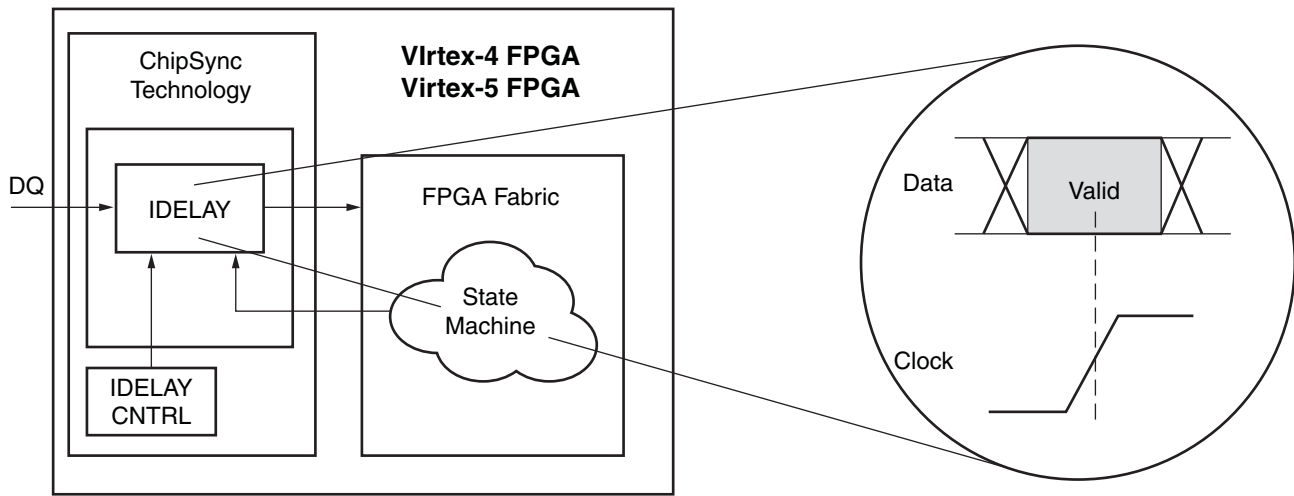 ChipSync
Technology
VIrtex-4 FPGA
Virtex-5 FPGA
DQ
IDELAY
FPGA Fabric
State
Machine
IDELAY
CNTRL
Data
Valid
Clock